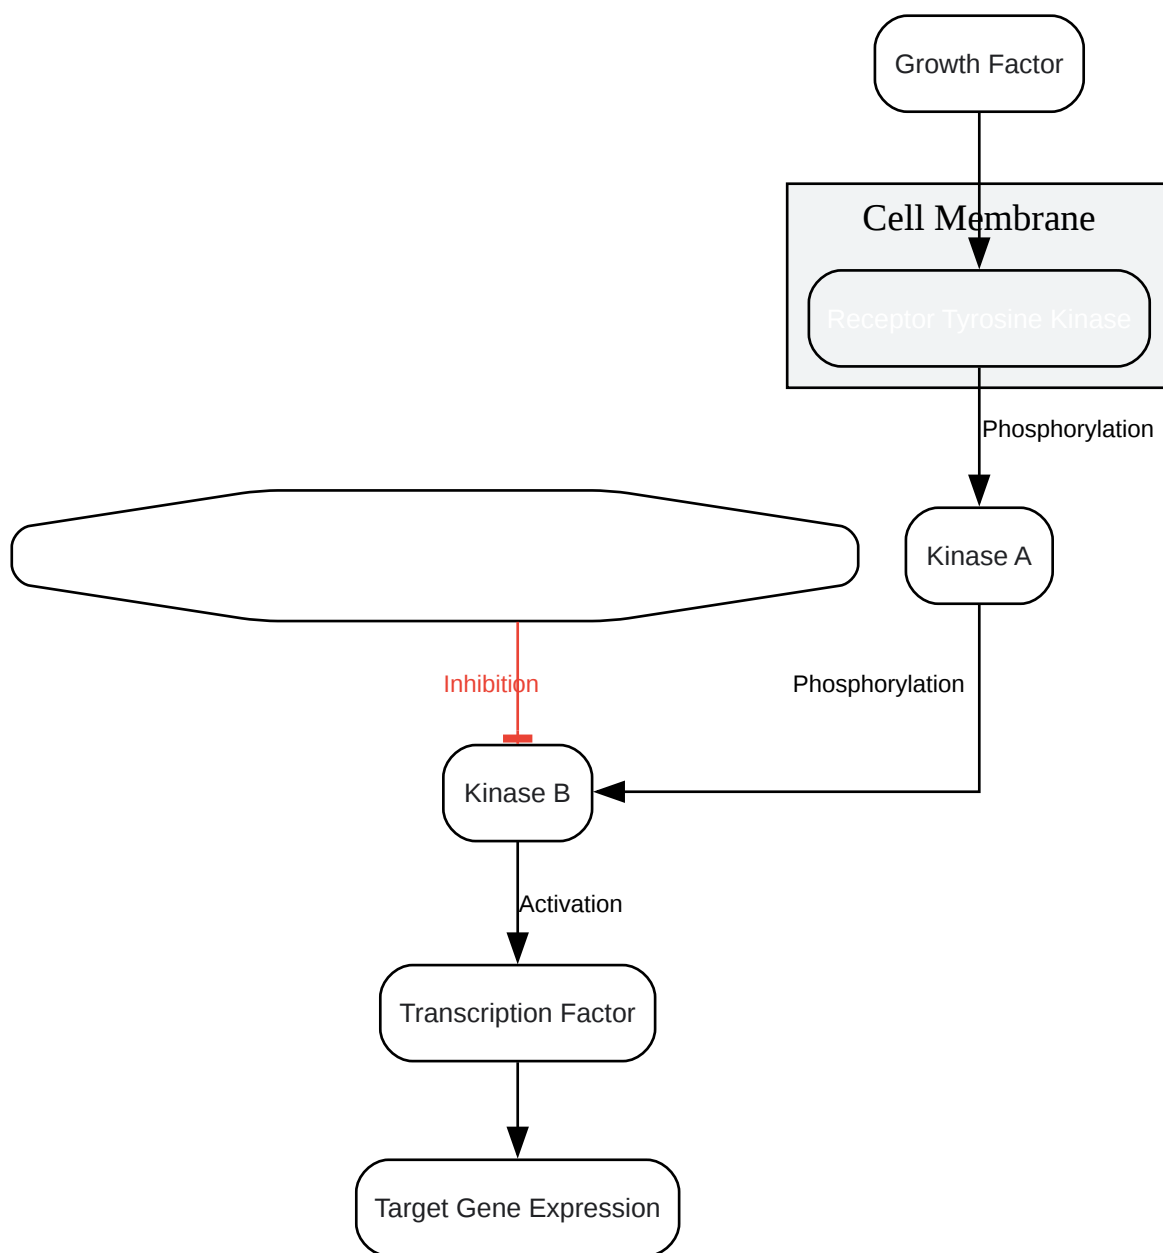 Growth Factor
Cell Membrane
Receptor Tyrosine Kinase
Phosphorylation
Kinase A
Inhibition
Phosphorylation
Kinase B
Activation
Transcription Factor
Target Gene Expression